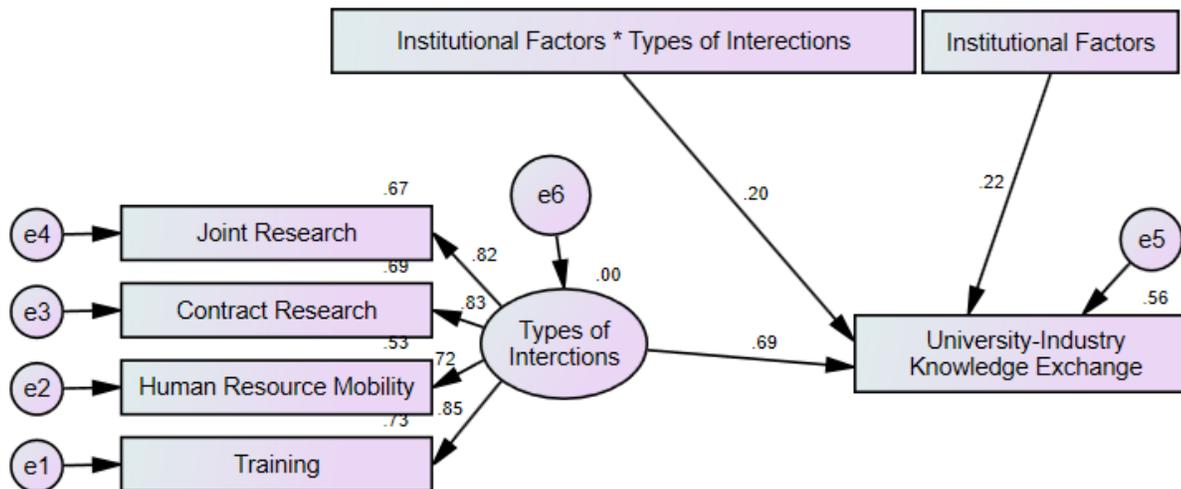 Institutional Factors * Types of Interections
Institutional Factors
e6
.20
.22
.67
e4
Joint Research
.82
.00
e5
.56
.69
e3
Contract Research
.83
Types of
Interctions
.69
University-Industry
Knowledge Exchange
.53
e2
Human Resource Mobility
72
.73
.85
e1
Training